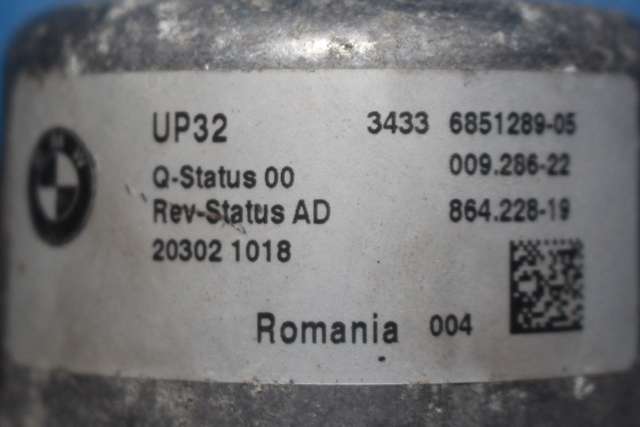 UP32 3433 6851289-05
Q-Status 00 009.286-22
Rev-Status AD 864.228-19
20302 1018
Romania 004